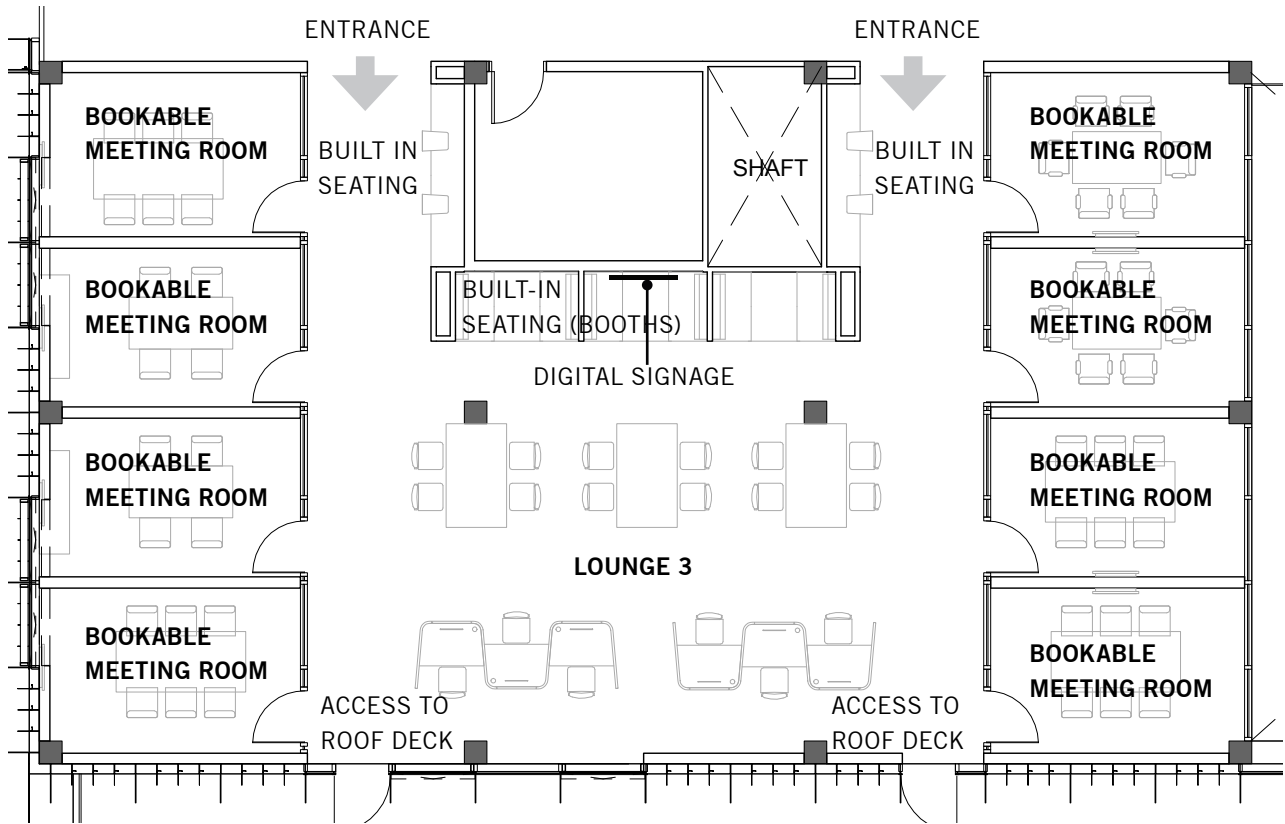 ENTRANCE
ENTRANCE
BOOKABLE
MEETING ROOM
BUILT IN
SEATING
SHAFT
BUILT IN
SEATING
BOOKABLE
MEETING ROOM
BOOKABLE
MEETING ROOM
BUILT-IN
SEATING (BOOTHS)
BOOKABLE
MEETING ROOM
DIGITAL SIGNAGE
BOOKABLE
MEETING ROOM
BOOKABLE
MEETING ROOM
LOUNGE 3
BOOKABLE
MEETING ROOM
BOOKABLE
MEETING ROOM
ACCESS TO
ROOF DECK
ACCESS TO
ROOF DECK